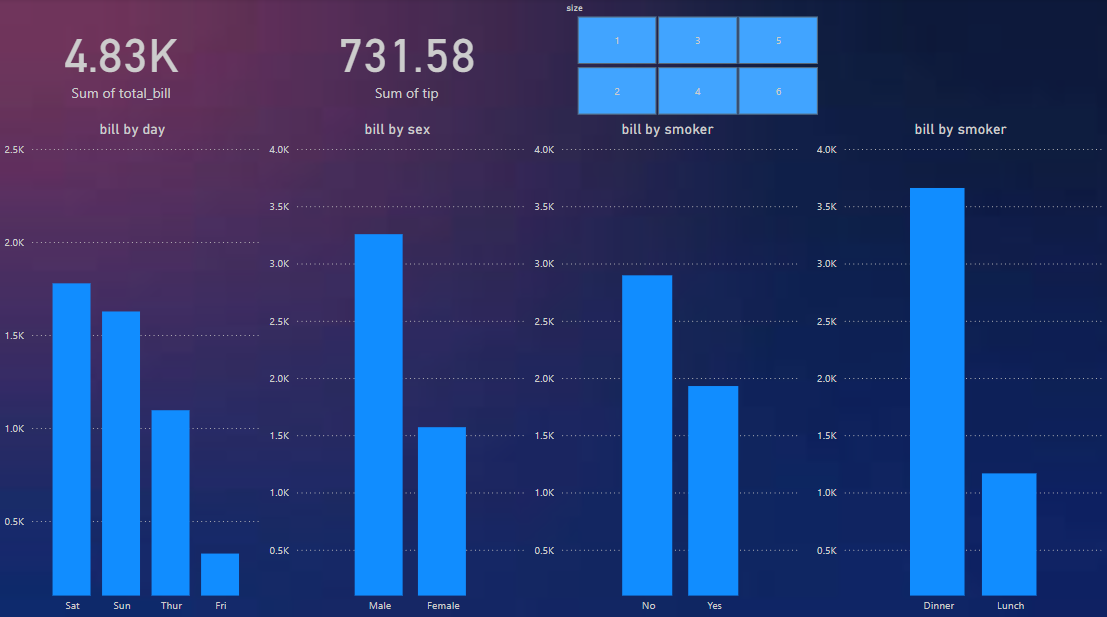 4.83K
Sum of total_bill
731.58
Sum of tip
size
1
3
5
2
4
6
bill by day
2.5K
2.0K
1.5K
1.0K
0.5K
Sat
Sun
Thur
Fri
bill by sex
4.0K
3.5K
3.0K
2.5K
2.0K
1.5K
1.0K
0.5K
Male
Female
bill by smoker
4.0K
3.5K
3.0K
2.5K
2.0K
1.5K
1.0K
0.5K
No
Yes
bill by smoker
4.0K
3.5K
3.0K
2.5K
2.0K
1.5K
1.0K
0.5K
Dinner
Lunch